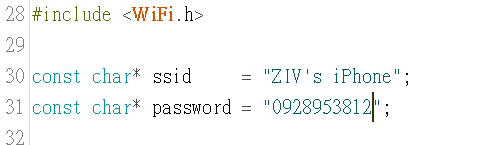 28 #include <WiFi.h>
29
30 const char* ssid     = "ZIV's iPhone";
31 const char* password = "0928953812";
32